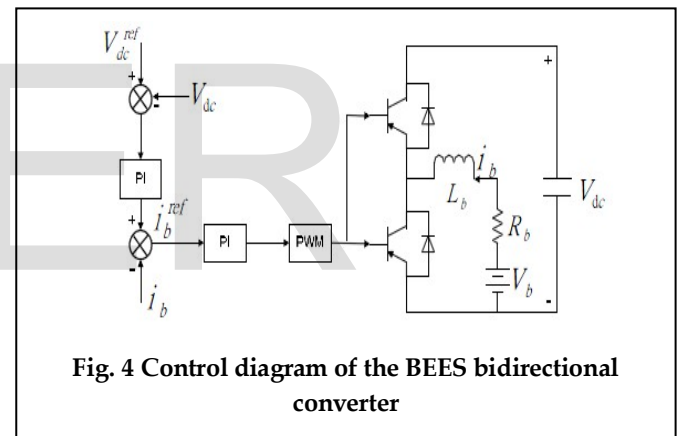 V_dc^ref
+
-
V_dc
PI
+
i_b^ref
-
i_b
PI
PWM
L_b
i_b
R_b
V_b
+
V_dc
-
ER
Fig. 4 Control diagram of the BEES bidirectional
converter